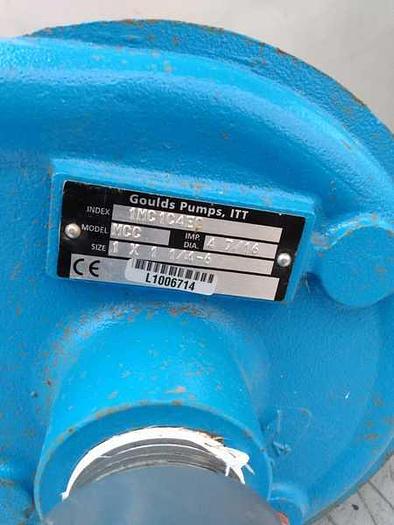 Goulds Pumps, ITT
INDEX 1MC1C4E
MODEL MCC IMP. DIA. 4 7/16
SIZE 1 X 1 1/4-6
CE L1006714